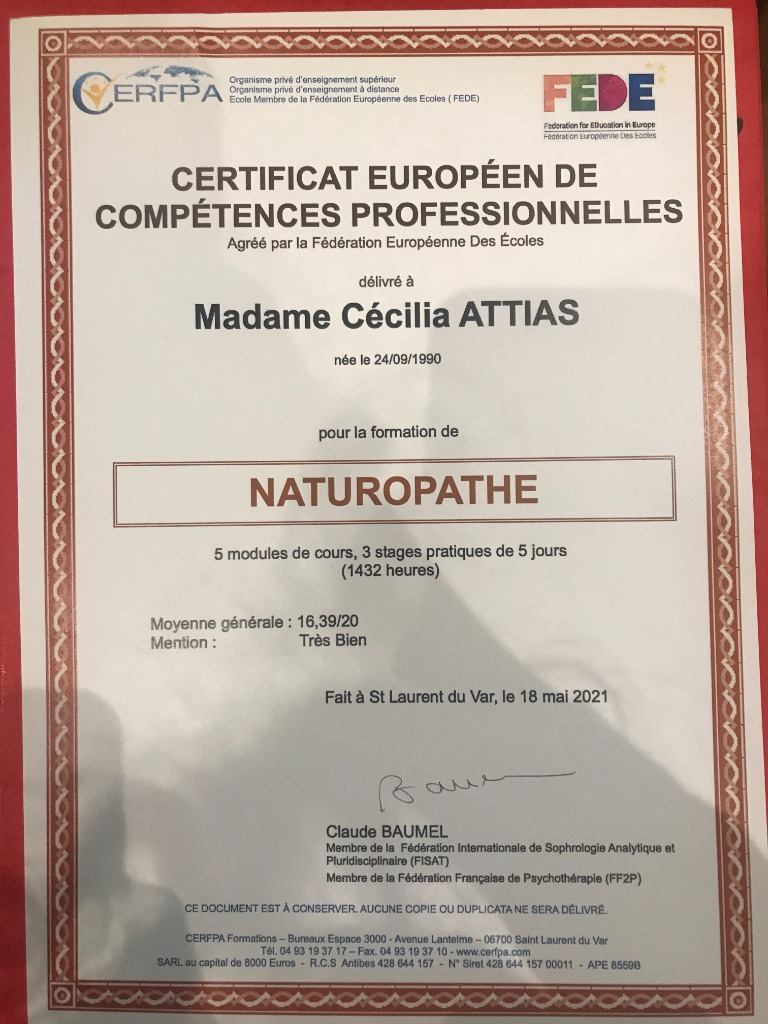 CERFPA
Organisme privé d'enseignement supérieur
Organisme privé d'enseignement à distance
Ecole Membre de la Fédération Européenne des Ecoles ( FEDE)
FEDE
Federation for EDucation in Europe
Fédération Européenne Des Ecoles
CERTIFICAT EUROPÉEN DE
COMPÉTENCES PROFESSIONNELLES
Agréé par la Fédération Européenne Des Écoles
délivré à
Madame Cécilia ATTIAS
née le 24/09/1990
pour la formation de
NATUROPATHE
5 modules de cours, 3 stages pratiques de 5 jours
(1432 heures)
Moyenne générale : 16,39/20
Mention : Très Bien
Fait à St Laurent du Var, le 18 mai 2021
Claude BAUMEL
Membre de la Fédération Internationale de Sophrologie Analytique et
Pluridisciplinaire (FISAT)
Membre de la Fédération Française de Psychothérapie (FF2P)
CE DOCUMENT EST À CONSERVER. AUCUNE COPIE OU DUPLICATA NE SERA DÉLIVRÉ.
CERFPA Formations – Bureaux Espace 3000 - Avenue Lantelme – 06700 Saint Laurent du Var
Tél. 04 93 19 37 17 – Fax. 04 93 19 37 10 - www.cerfpa.com
SARL au capital de 8000 Euros - R.C.S Antibes 428 644 157 - N° Siret 428 644 157 00011 - APE 8559B